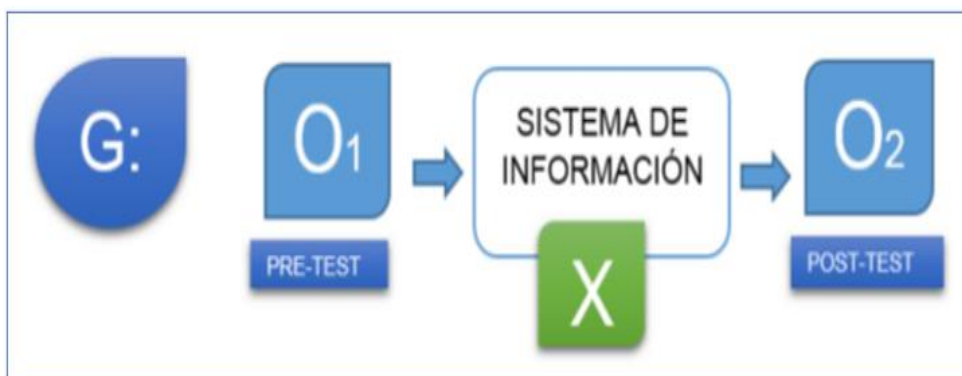 G:
O1
PRE-TEST
SISTEMA DE
INFORMACIÓN
X
O2
POST-TEST